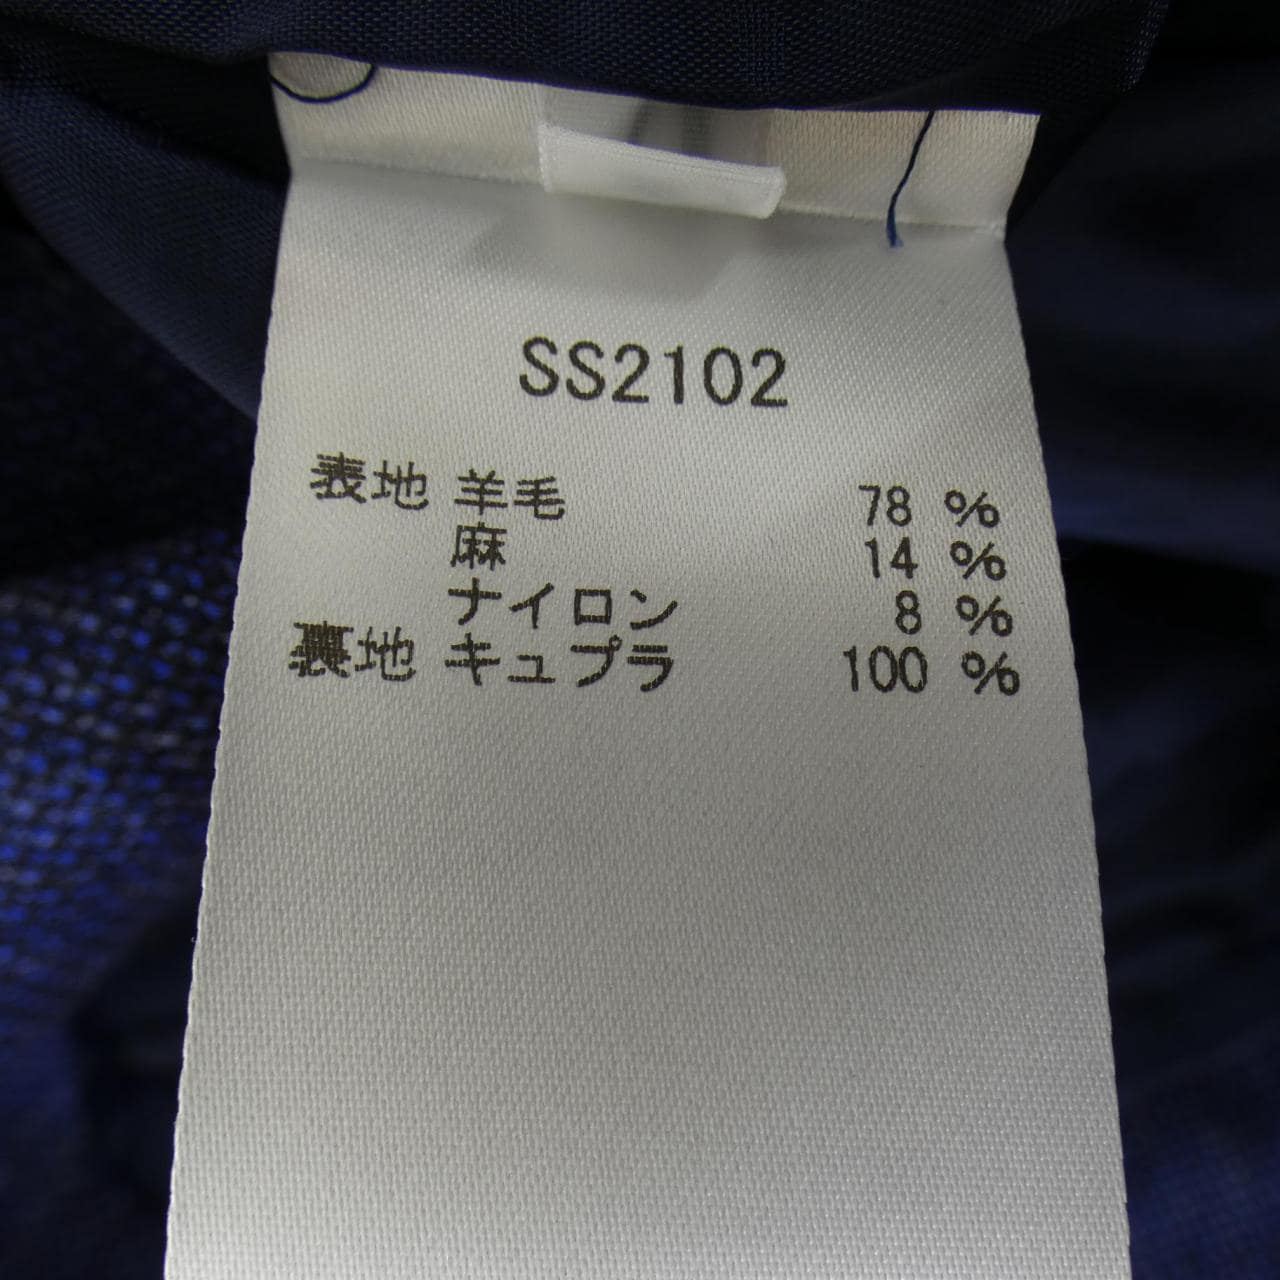 SS2102
表地 羊毛 78 %
麻 14 %
ナイロン 8 %
裏地 キュプラ 100 %